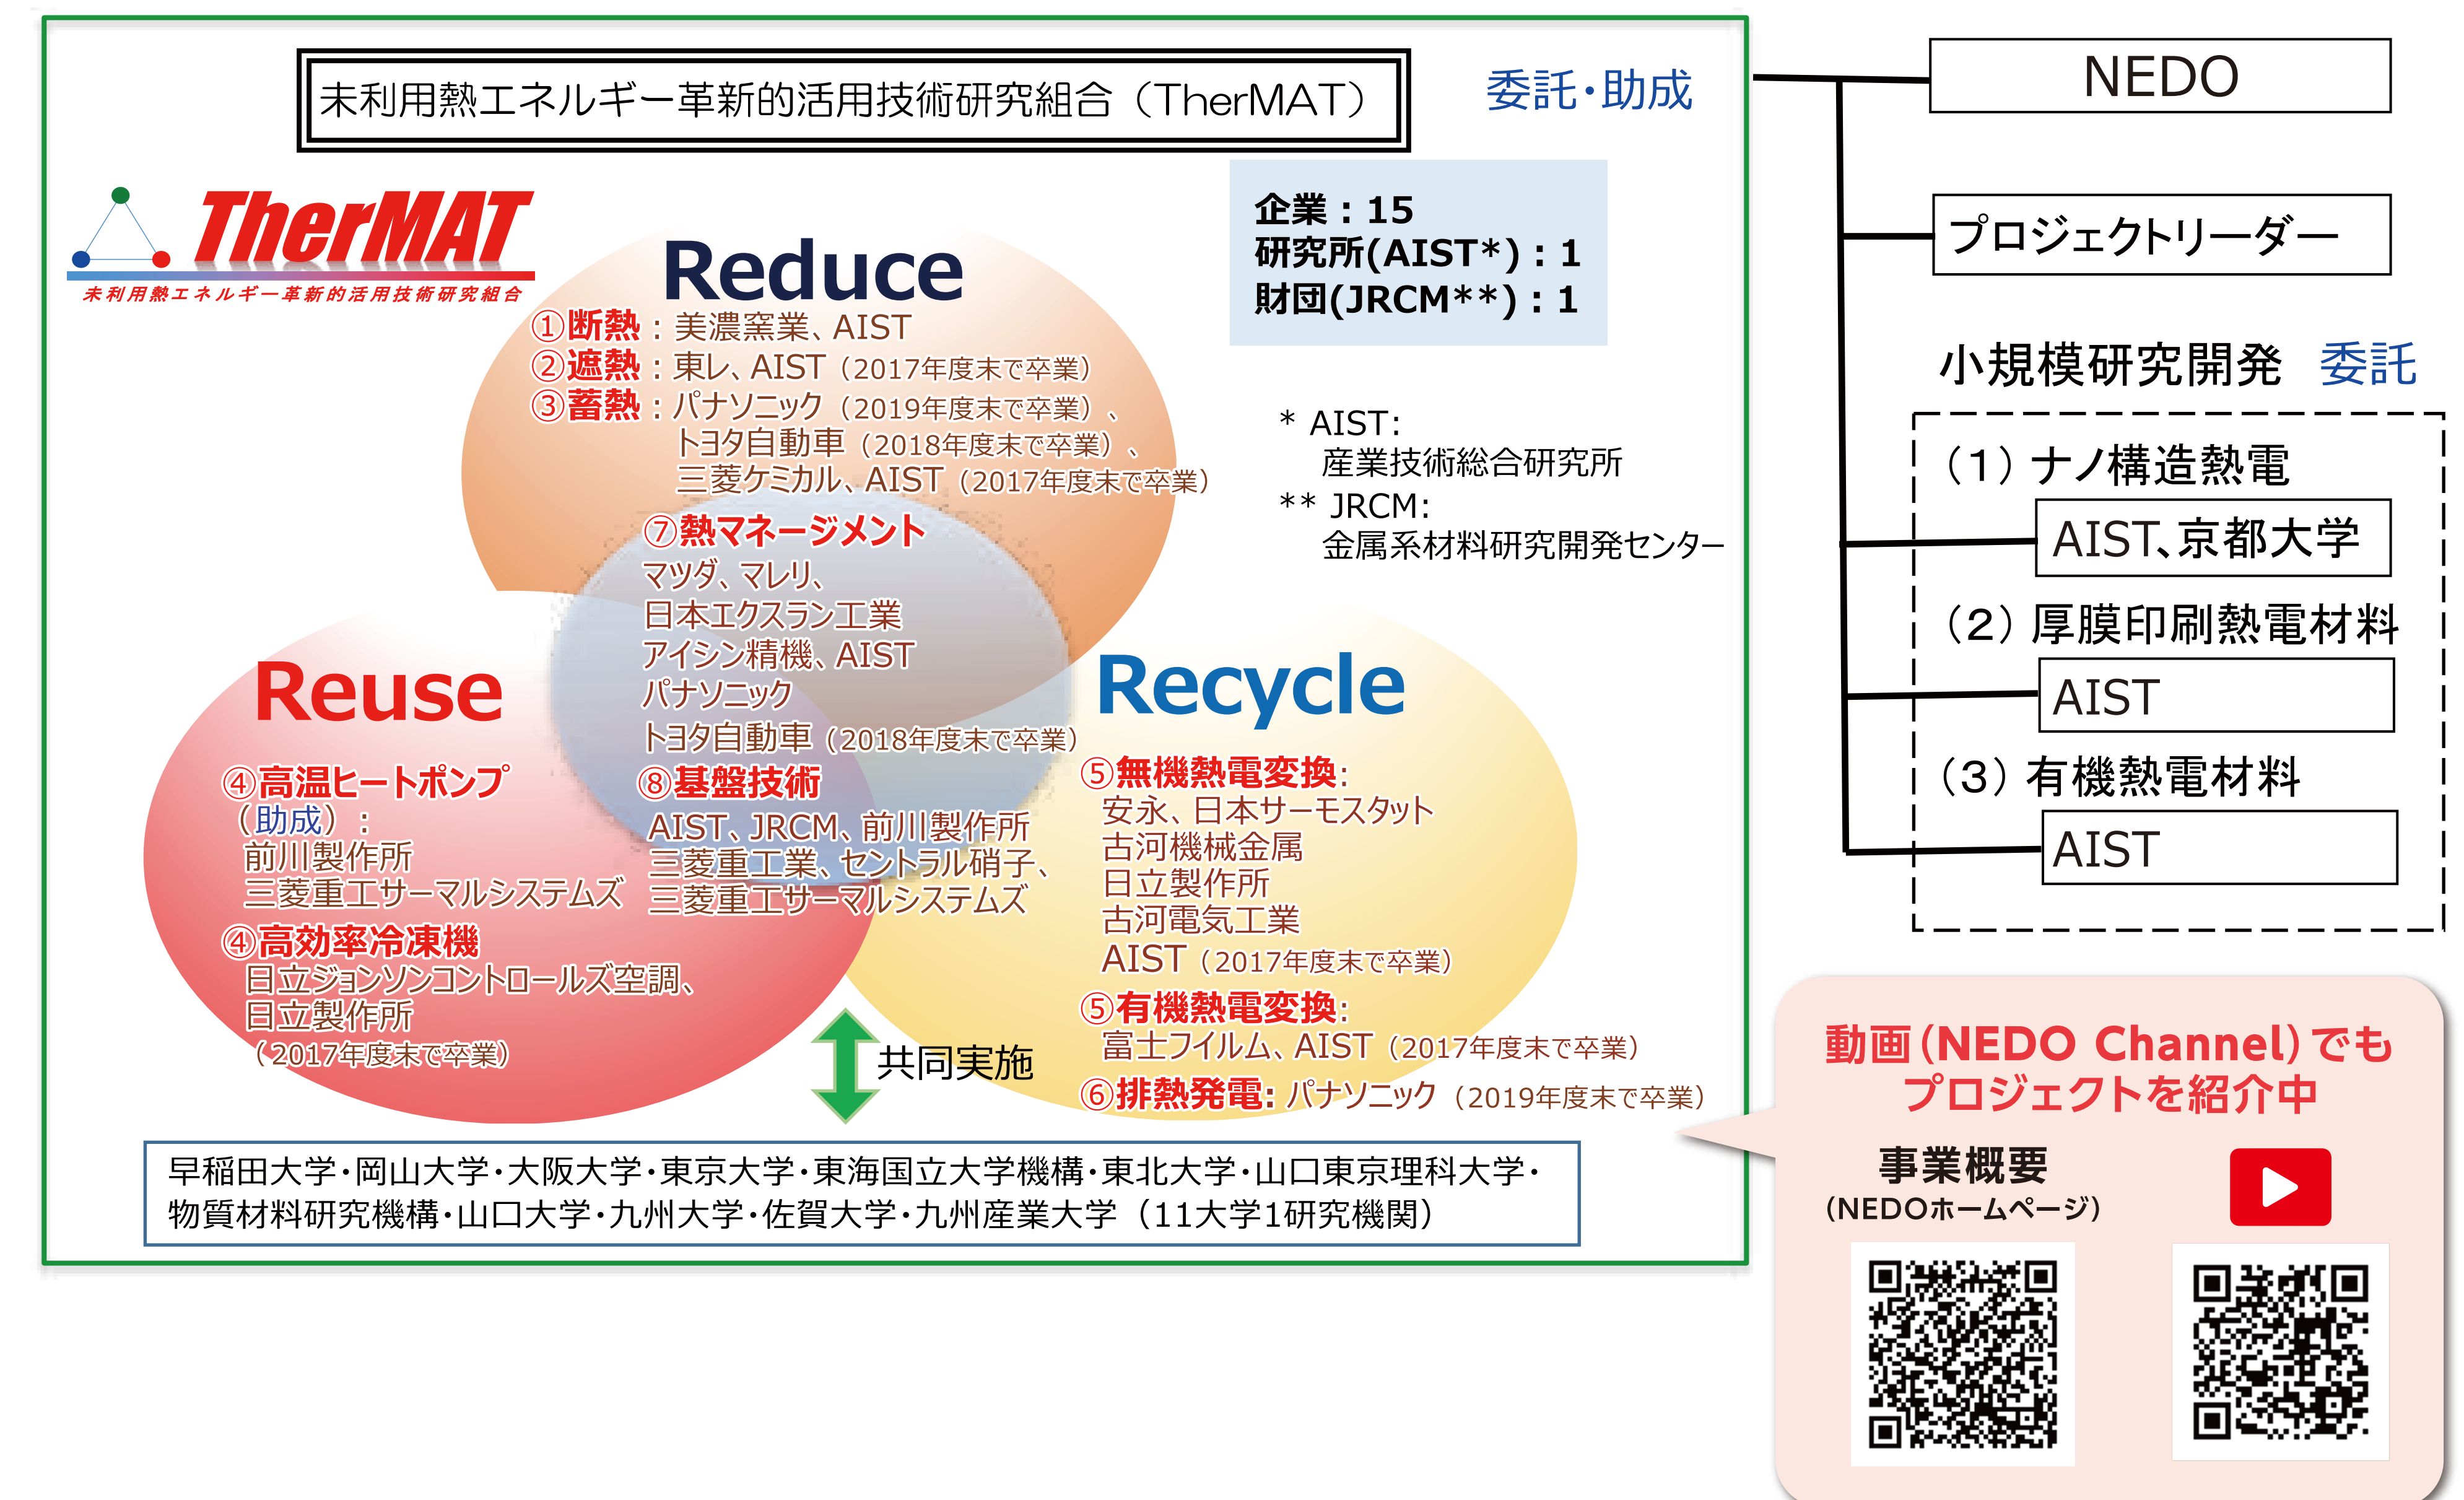 未利用熱エネルギー革新的活用技術研究組合（TherMAT）
委託・助成
TherMAT
未利用熱エネルギー革新的活用技術研究組合
企業：15
研究所(AIST*)：1
財団(JRCM**)：1
Reduce
①断熱：美濃窯業、AIST
②遮熱：東レ、AIST（2017年度末で卒業）
③蓄熱：パナソニック（2019年度末で卒業）、
トヨタ自動車（2018年度末で卒業）、
三菱ケミカル、AIST（2017年度末で卒業）
* AIST:
産業技術総合研究所
** JRCM:
金属系材料研究開発センター
⑦熱マネージメント
マツダ、マレリ、
日本エクスラン工業
アイシン精機、AIST
パナソニック
トヨタ自動車（2018年度末で卒業）
⑧基盤技術
AIST、JRCM、前川製作所
三菱重工業、セントラル硝子、
三菱重工サーマルシステムズ
Reuse
④高温ヒートポンプ
（助成）：
前川製作所
三菱重工サーマルシステムズ
④高効率冷凍機
日立ジョンソンコントロールズ空調、
日立製作所
（2017年度末で卒業）
Recycle
⑤無機熱電変換:
安永、日本サーモスタット
古河機械金属
日立製作所
古河電気工業
AIST（2017年度末で卒業）
⑤有機熱電変換:
富士フイルム、AIST（2017年度末で卒業）
⑥排熱発電: パナソニック（2019年度末で卒業）
共同実施
早稲田大学・岡山大学・大阪大学・東京大学・東海国立大学機構・東北大学・山口東京理科大学・
物質材料研究機構・山口大学・九州大学・佐賀大学・九州産業大学（11大学1研究機関）
NEDO
プロジェクトリーダー
小規模研究開発　委託
（1）ナノ構造熱電
AIST、京都大学
（2）厚膜印刷熱電材料
AIST
（3）有機熱電材料
AIST
動画（NEDO Channel）でも
プロジェクトを紹介中
事業概要
（NEDOホームページ）